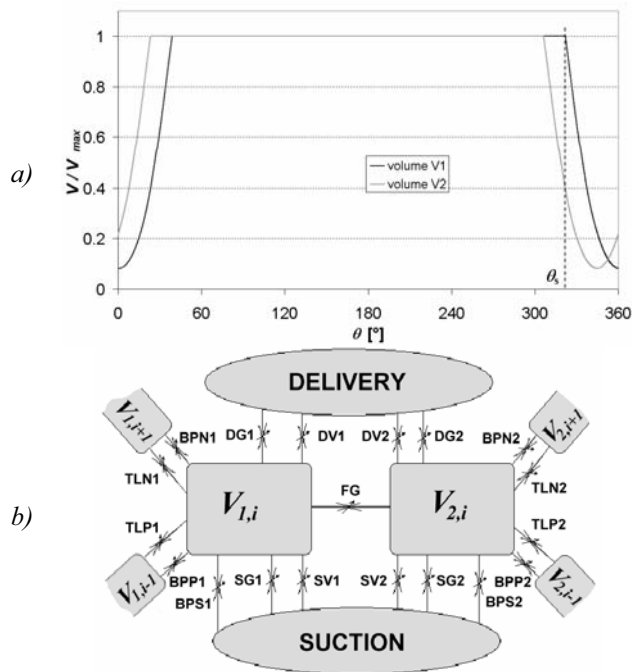 a)
V/V max
1
0.8
0.6
0.4
0.2
0
volume V1
volume V2
θs
0 60 120 180 240 300 360
θ [°]
b)
DELIVERY
V1,i+1
V2,i+1
BPN1 DG1 DV1 DV2 DG2 BPN2
TLN1 TLN2
FG
V1,i
V2,i
TLP1 TLP2
V1,i-1
V2,i-1
BPP1 SG1 SV1 SV2 SG2 BPP2
BPS1 BPS2
SUCTION